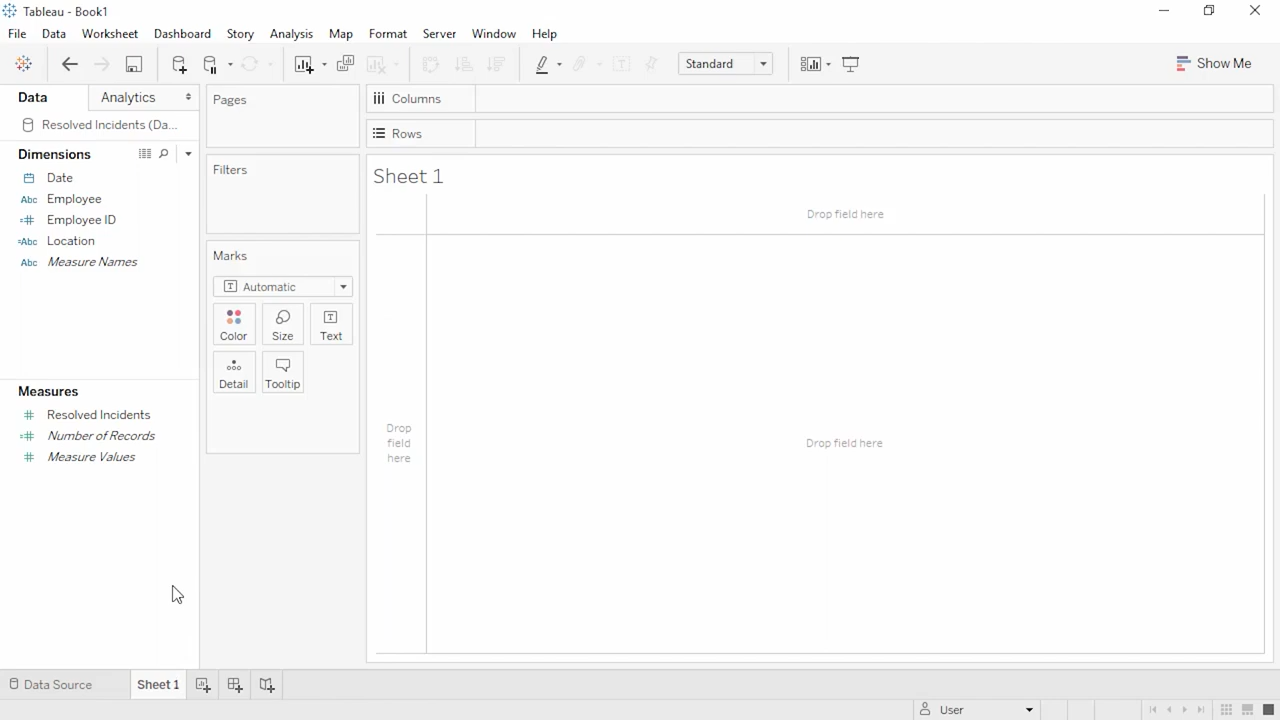 Tableau - Book1
File Data Worksheet Dashboard Story Analysis Map Format Server Window Help
Standard
Show Me
Data
Analytics
Resolved Incidents (Da...
Dimensions
Date
Abc Employee
Employee ID
=Abc Location
Abc Measure Names
Measures
Resolved Incidents
Number of Records
Measure Values
Pages
Filters
Marks
Automatic
Color Size Text
Detail Tooltip
Columns
Rows
Sheet 1
Drop field here
Drop
field
here
Drop field here
Data Source
Sheet 1
User